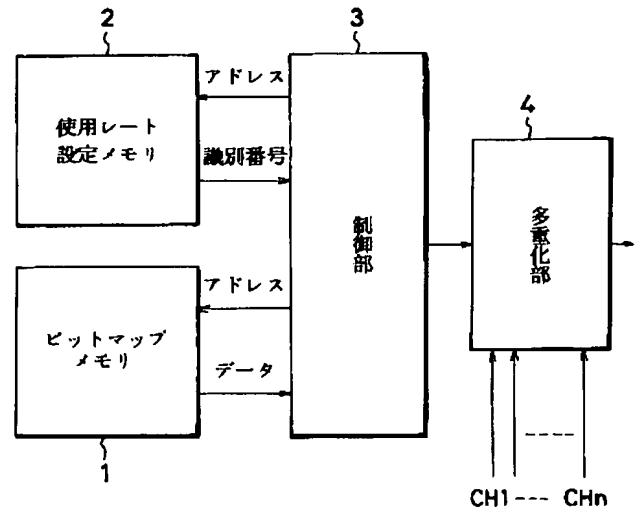 2
3
4
使用レート
設定メモリ
アドレス
識別番号
制御部
多重化部
ビットマップ
メモリ
アドレス
データ
1
CH1 --- CHn